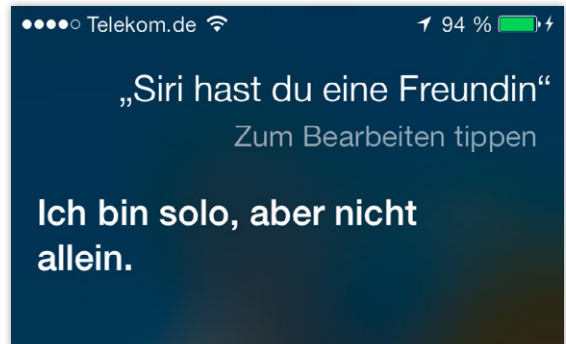 ●●●●○ Telekom.de 94 %
„Siri hast du eine Freundin“
Zum Bearbeiten tippen
Ich bin solo, aber nicht
allein.